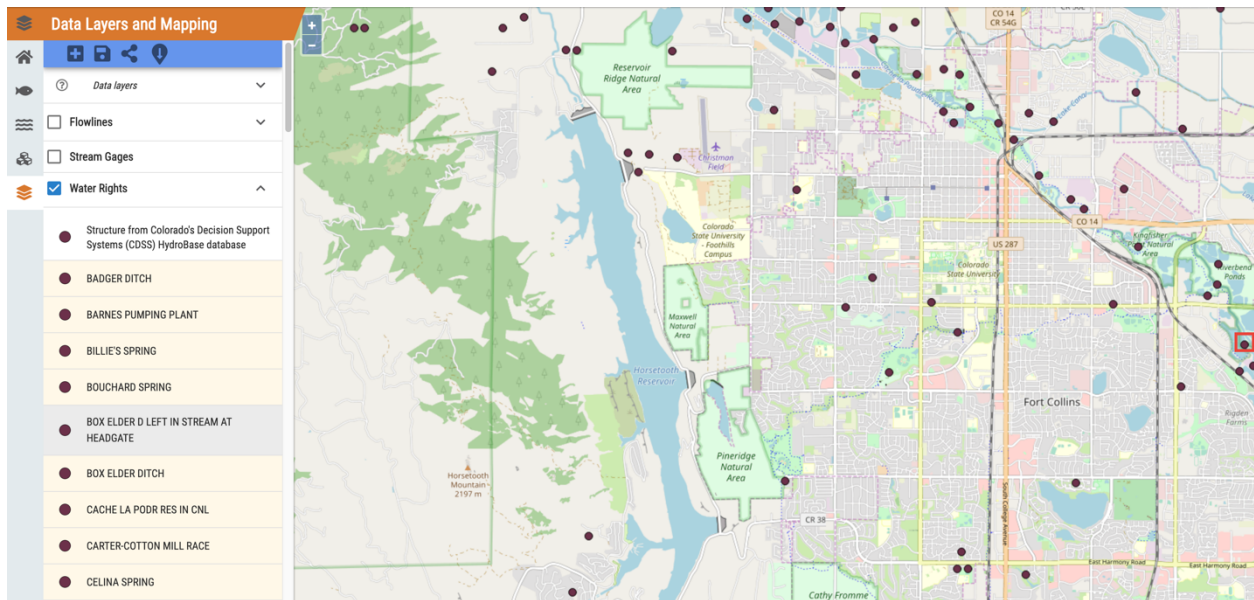 Data Layers and Mapping
Data layers
Flowlines
Stream Gages
Water Rights
Structure from Colorado's Decision Support
Systems (CDSS) HydroBase database
BADGER DITCH
BARNES PUMPING PLANT
BILLIE'S SPRING
BOUCHARD SPRING
BOX ELDER D LEFT IN STREAM AT
HEADGATE
BOX ELDER DITCH
CACHE LA PODR RES IN CNL
CARTER-COTTON MILL RACE
CELINA SPRING
+
−
CO 14
CR 54G
Reservoir
Ridge Natural
Area
Christman
Field
Colorado
State University
- Foothills
Campus
CO 14
US 287
Kingfisher
Point Natural
Area
Riverbend
Ponds
Colorado
State University
Maxwell
Natural
Area
Horsetooth
Reservoir
Fort Collins
Rigden
Farms
Horsetooth
Mountain
2197 m
Pineridge
Natural
Area
CR 38
South College Avenue
East Harmony Road
East Harmony Road
Cathy Fromme